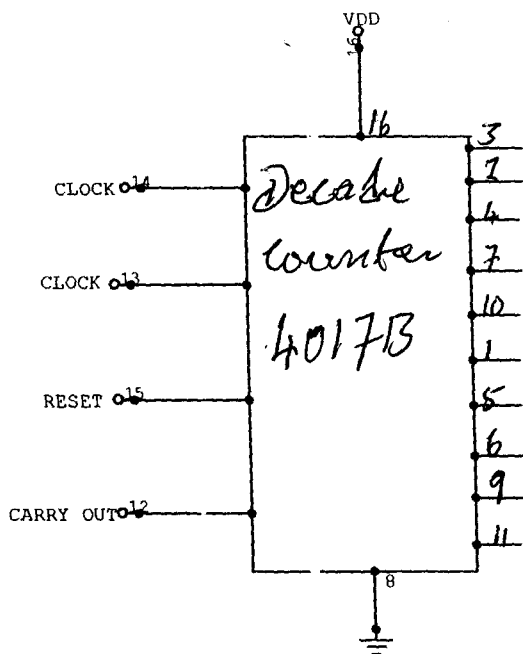 VDD
16
16
3
CLOCK 14
Decade
2
4
counter
7
CLOCK 13
10
4017B
1
RESET 15
5
6
9
CARRY OUT 12
11
8